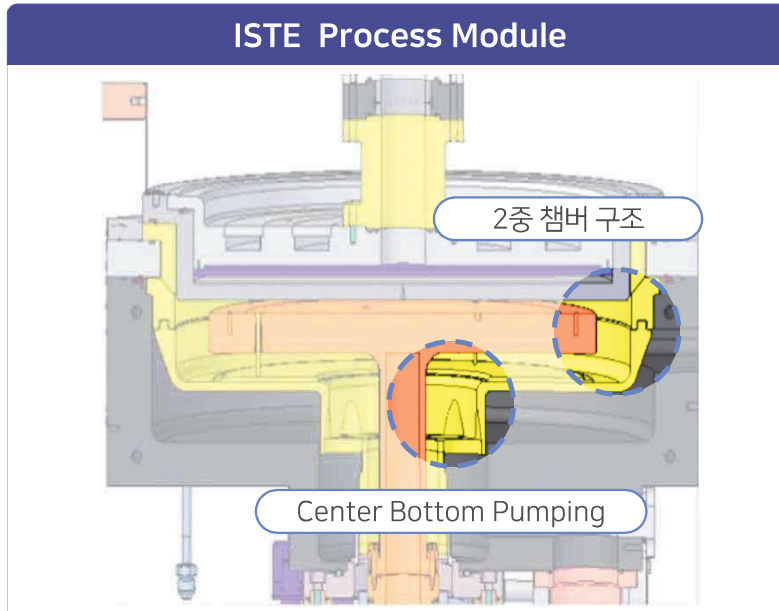 ISTE Process Module
2중 챔버 구조
Center Bottom Pumping